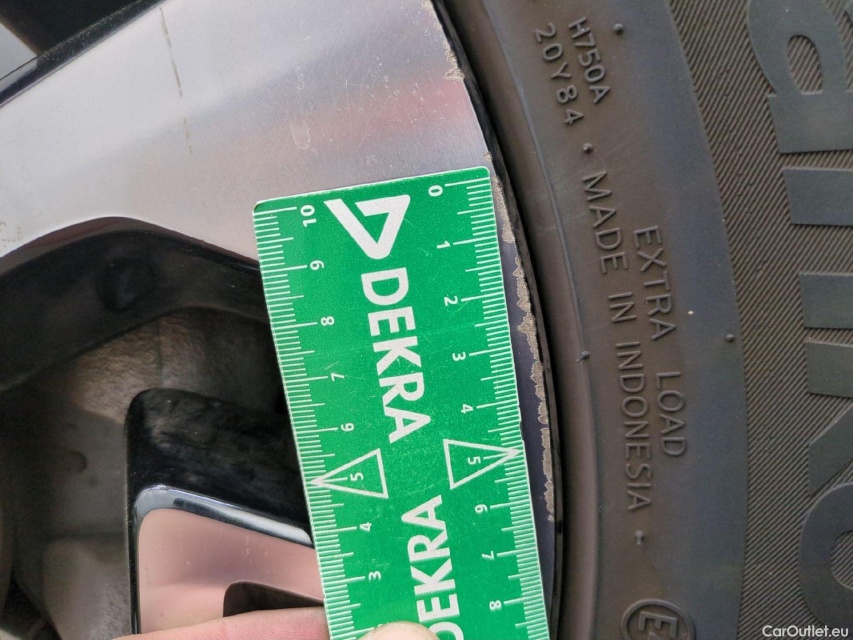 H750A
20Y84 • MADE IN INDONESIA •
EXTRA LOAD
DEKRA
DEKRA
0
1
2
3
4
5
6
7
8
10
9
8
7
6
5
4
3
E
CarOutlet.eu